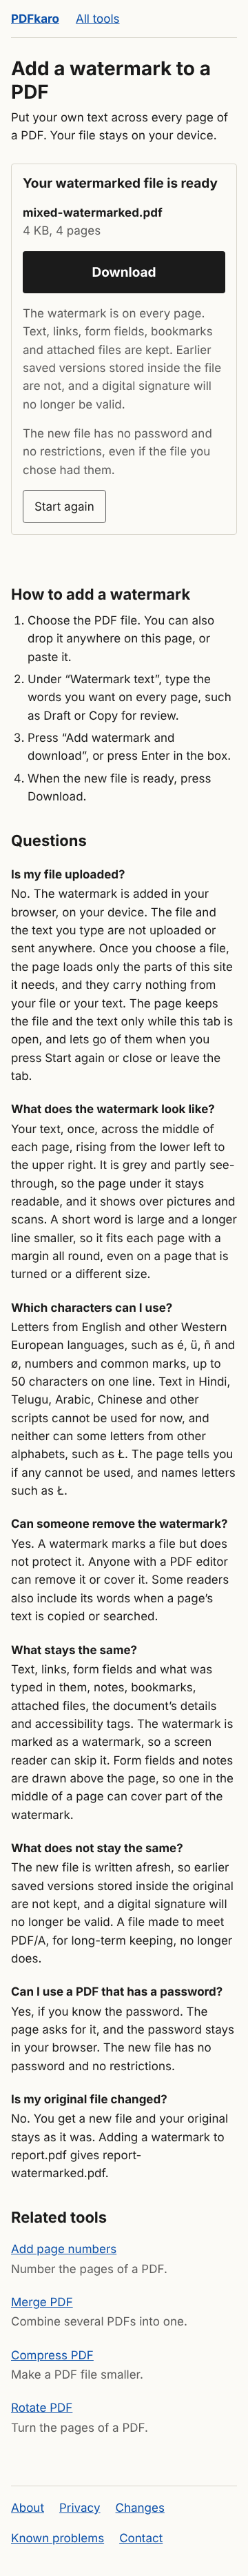 PDFkaro All tools
Add a watermark to a
PDF
Put your own text across every page of
a PDF. Your file stays on your device.
Your watermarked file is ready
mixed-watermarked.pdf
4 KB, 4 pages
Download
The watermark is on every page.
Text, links, form fields, bookmarks
and attached files are kept. Earlier
saved versions stored inside the file
are not, and a digital signature will
no longer be valid.
The new file has no password and
no restrictions, even if the file you
chose had them.
Start again
How to add a watermark
1. Choose the PDF file. You can also
drop it anywhere on this page, or
paste it.
2. Under “Watermark text”, type the
words you want on every page, such
as Draft or Copy for review.
3. Press “Add watermark and
download”, or press Enter in the box.
4. When the new file is ready, press
Download.
Questions
Is my file uploaded?
No. The watermark is added in your
browser, on your device. The file and
the text you type are not uploaded or
sent anywhere. Once you choose a file,
the page loads only the parts of this site
it needs, and they carry nothing from
your file or your text. The page keeps
the file and the text only while this tab is
open, and lets go of them when you
press Start again or close or leave the
tab.
What does the watermark look like?
Your text, once, across the middle of
each page, rising from the lower left to
the upper right. It is grey and partly see-
through, so the page under it stays
readable, and it shows over pictures and
scans. A short word is large and a longer
line smaller, so it fits each page with a
margin all round, even on a page that is
turned or a different size.
Which characters can I use?
Letters from English and other Western
European languages, such as é, ü, ñ and
ø, numbers and common marks, up to
50 characters on one line. Text in Hindi,
Telugu, Arabic, Chinese and other
scripts cannot be used for now, and
neither can some letters from other
alphabets, such as Ł. The page tells you
if any cannot be used, and names letters
such as Ł.
Can someone remove the watermark?
Yes. A watermark marks a file but does
not protect it. Anyone with a PDF editor
can remove it or cover it. Some readers
also include its words when a page’s
text is copied or searched.
What stays the same?
Text, links, form fields and what was
typed in them, notes, bookmarks,
attached files, the document’s details
and accessibility tags. The watermark is
marked as a watermark, so a screen
reader can skip it. Form fields and notes
are drawn above the page, so one in the
middle of a page can cover part of the
watermark.
What does not stay the same?
The new file is written afresh, so earlier
saved versions stored inside the original
are not kept, and a digital signature will
no longer be valid. A file made to meet
PDF/A, for long-term keeping, no longer
does.
Can I use a PDF that has a password?
Yes, if you know the password. The
page asks for it, and the password stays
in your browser. The new file has no
password and no restrictions.
Is my original file changed?
No. You get a new file and your original
stays as it was. Adding a watermark to
report.pdf gives report-
watermarked.pdf.
Related tools
Add page numbers
Number the pages of a PDF.
Merge PDF
Combine several PDFs into one.
Compress PDF
Make a PDF file smaller.
Rotate PDF
Turn the pages of a PDF.
About Privacy Changes
Known problems Contact